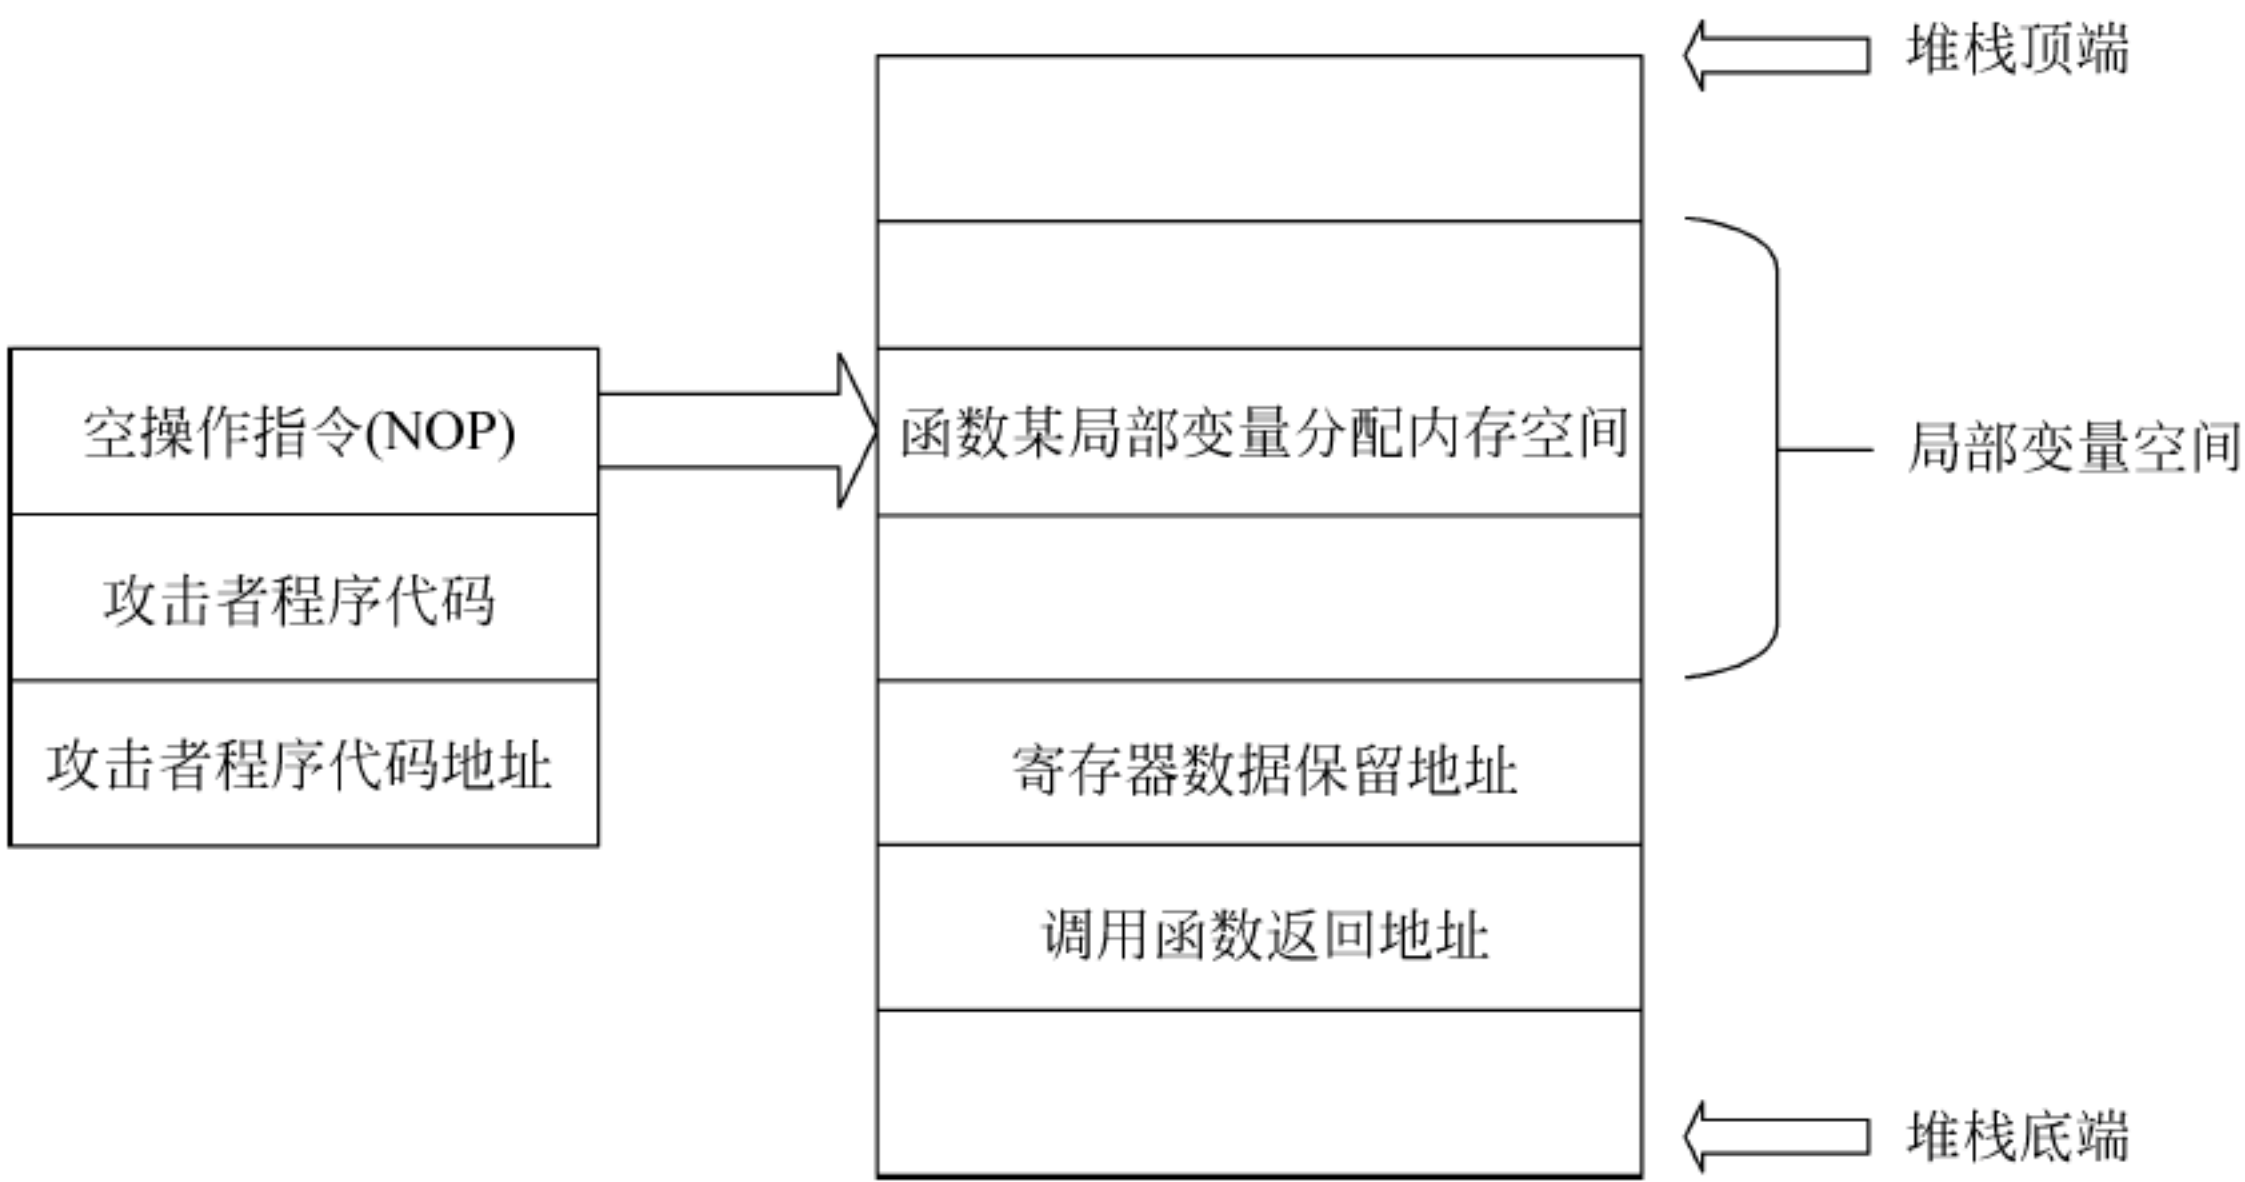 堆栈顶端
空操作指令(NOP)
函数某局部变量分配内存空间
局部变量空间
攻击者程序代码
攻击者程序代码地址
寄存器数据保留地址
调用函数返回地址
堆栈底端